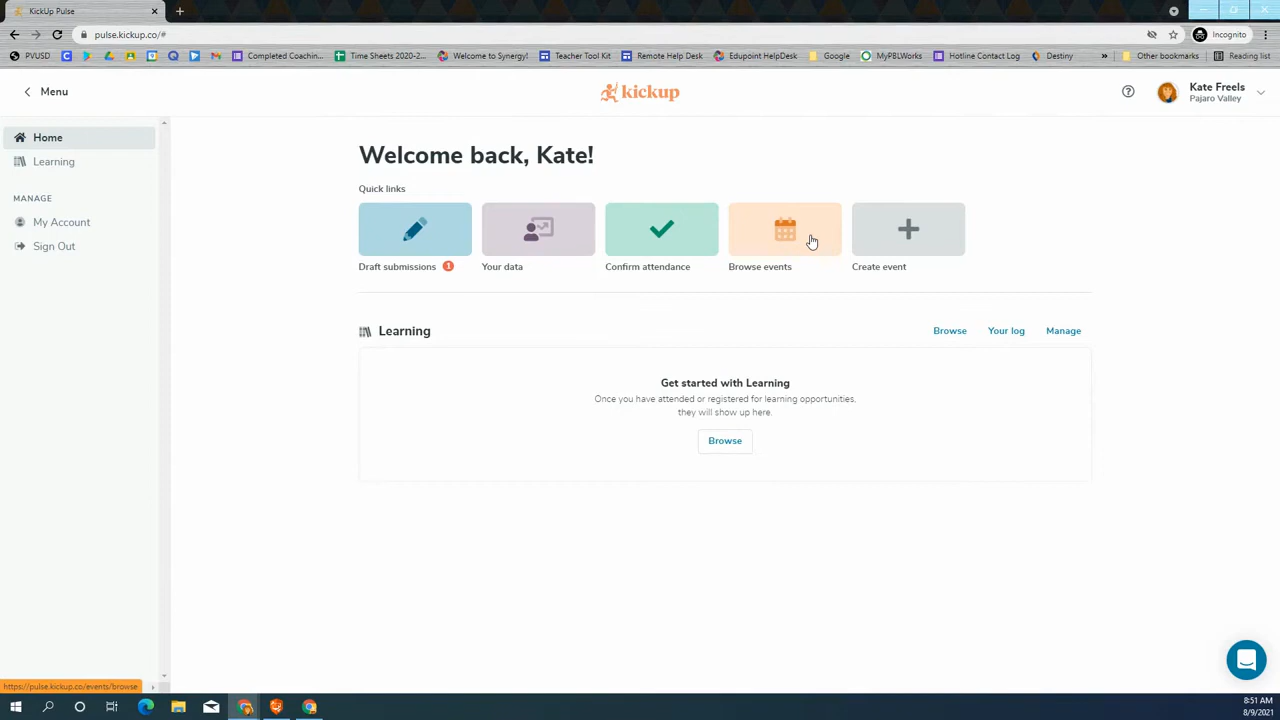 KickUp Pulse
pulse.kickup.co/#
Incognito
PVUSD
Completed Coachin...
Time Sheets 2020-2...
Welcome to Synergy!
Teacher Tool Kit
Remote Help Desk
Edupoint HelpDesk
Google
MyPBLWorks
Hotline Contact Log
Destiny
»
Other bookmarks
Reading list
Menu
kickup
Kate Freels
Pajaro Valley
Home
Learning
MANAGE
My Account
Sign Out
Welcome back, Kate!
Quick links
Draft submissions 1
Your data
Confirm attendance
Browse events
Create event
Learning
Browse
Your log
Manage
Get started with Learning
Once you have attended or registered for learning opportunities,
they will show up here.
Browse
https://pulse.kickup.co/events/browse
8:51 AM
8/9/2021